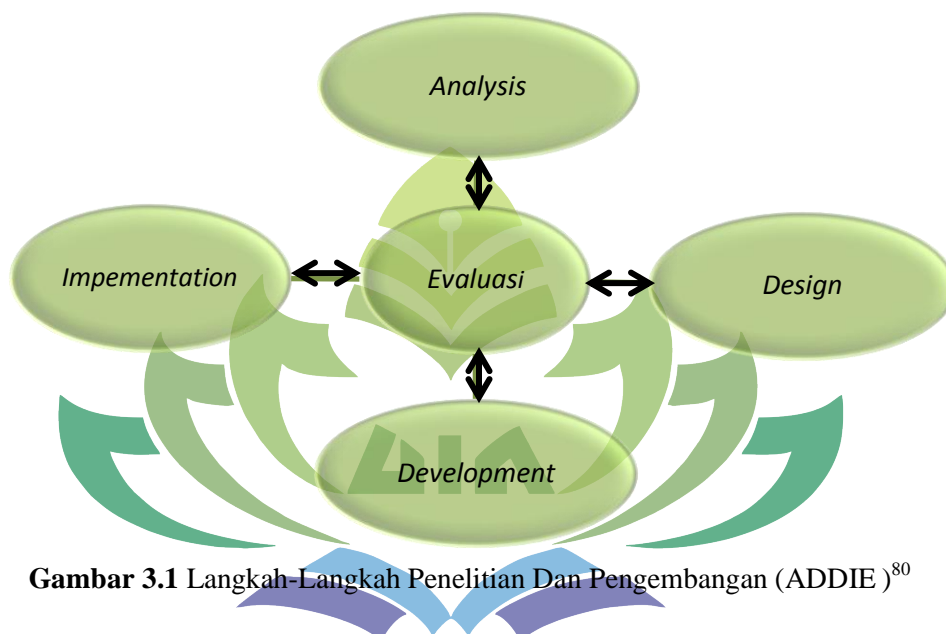 Analysis
Impementation
Evaluasi
Design
Development
Gambar 3.1 Langkah-Langkah Penelitian Dan Pengembangan (ADDIE )80